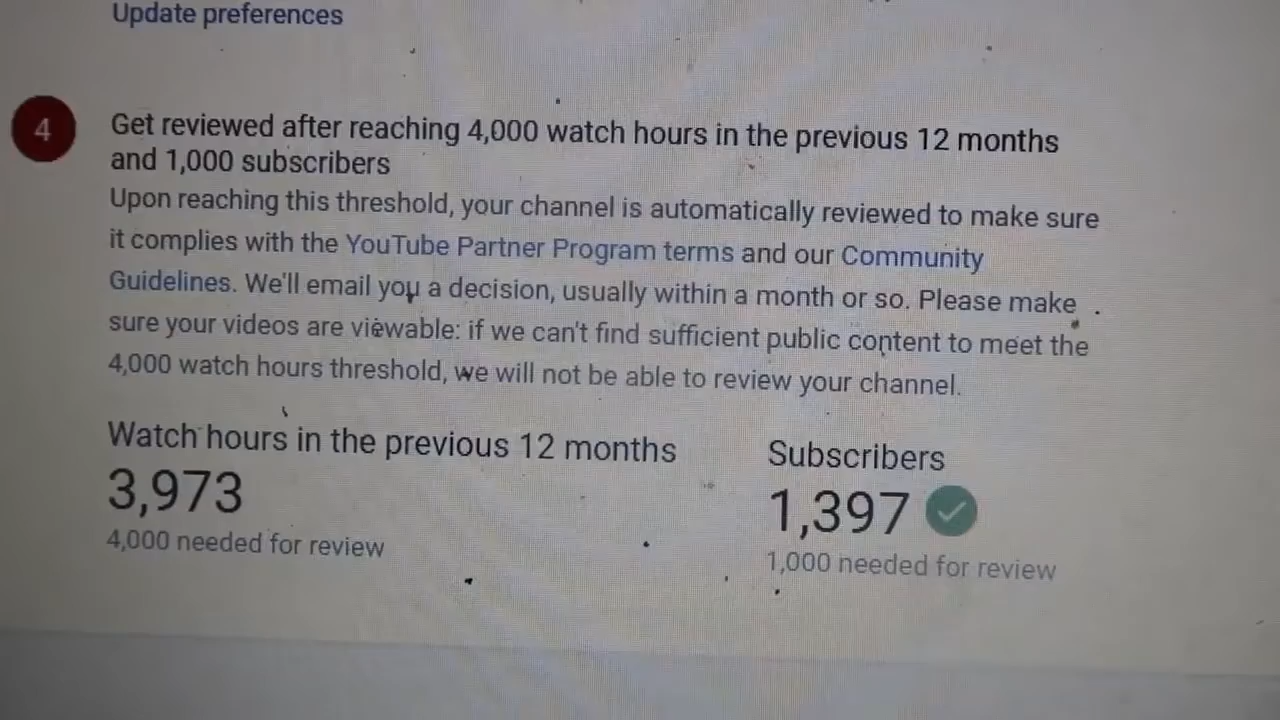 Update preferences
4
Get reviewed after reaching 4,000 watch hours in the previous 12 months
and 1,000 subscribers
Upon reaching this threshold, your channel is automatically reviewed to make sure
it complies with the YouTube Partner Program terms and our Community
Guidelines. We'll email you a decision, usually within a month or so. Please make
sure your videos are viewable: if we can't find sufficient public content to meet the
4,000 watch hours threshold, we will not be able to review your channel.
Watch hours in the previous 12 months
3,973
4,000 needed for review
Subscribers
1,397
1,000 needed for review